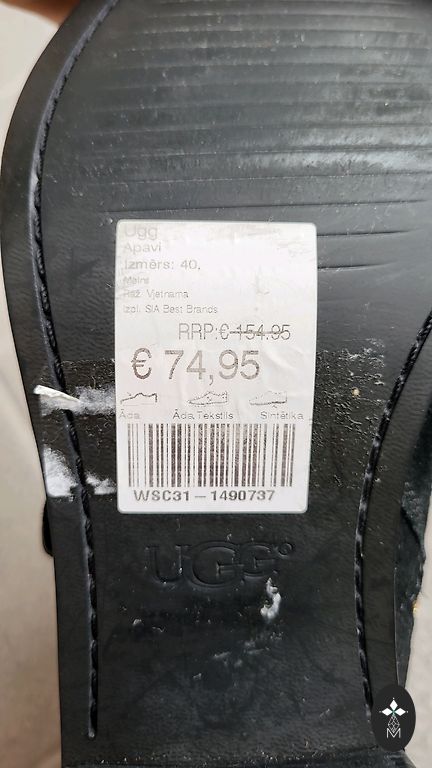 Ugg
Apavi
Izmērs: 40,
Melns
Raž. Vjetnama
Izpl. SIA Best Brands
RRP:€ 154.95
€ 74,95
Āda Āda,Tekstils Sintētika
WSC31-1490737
UGG
M